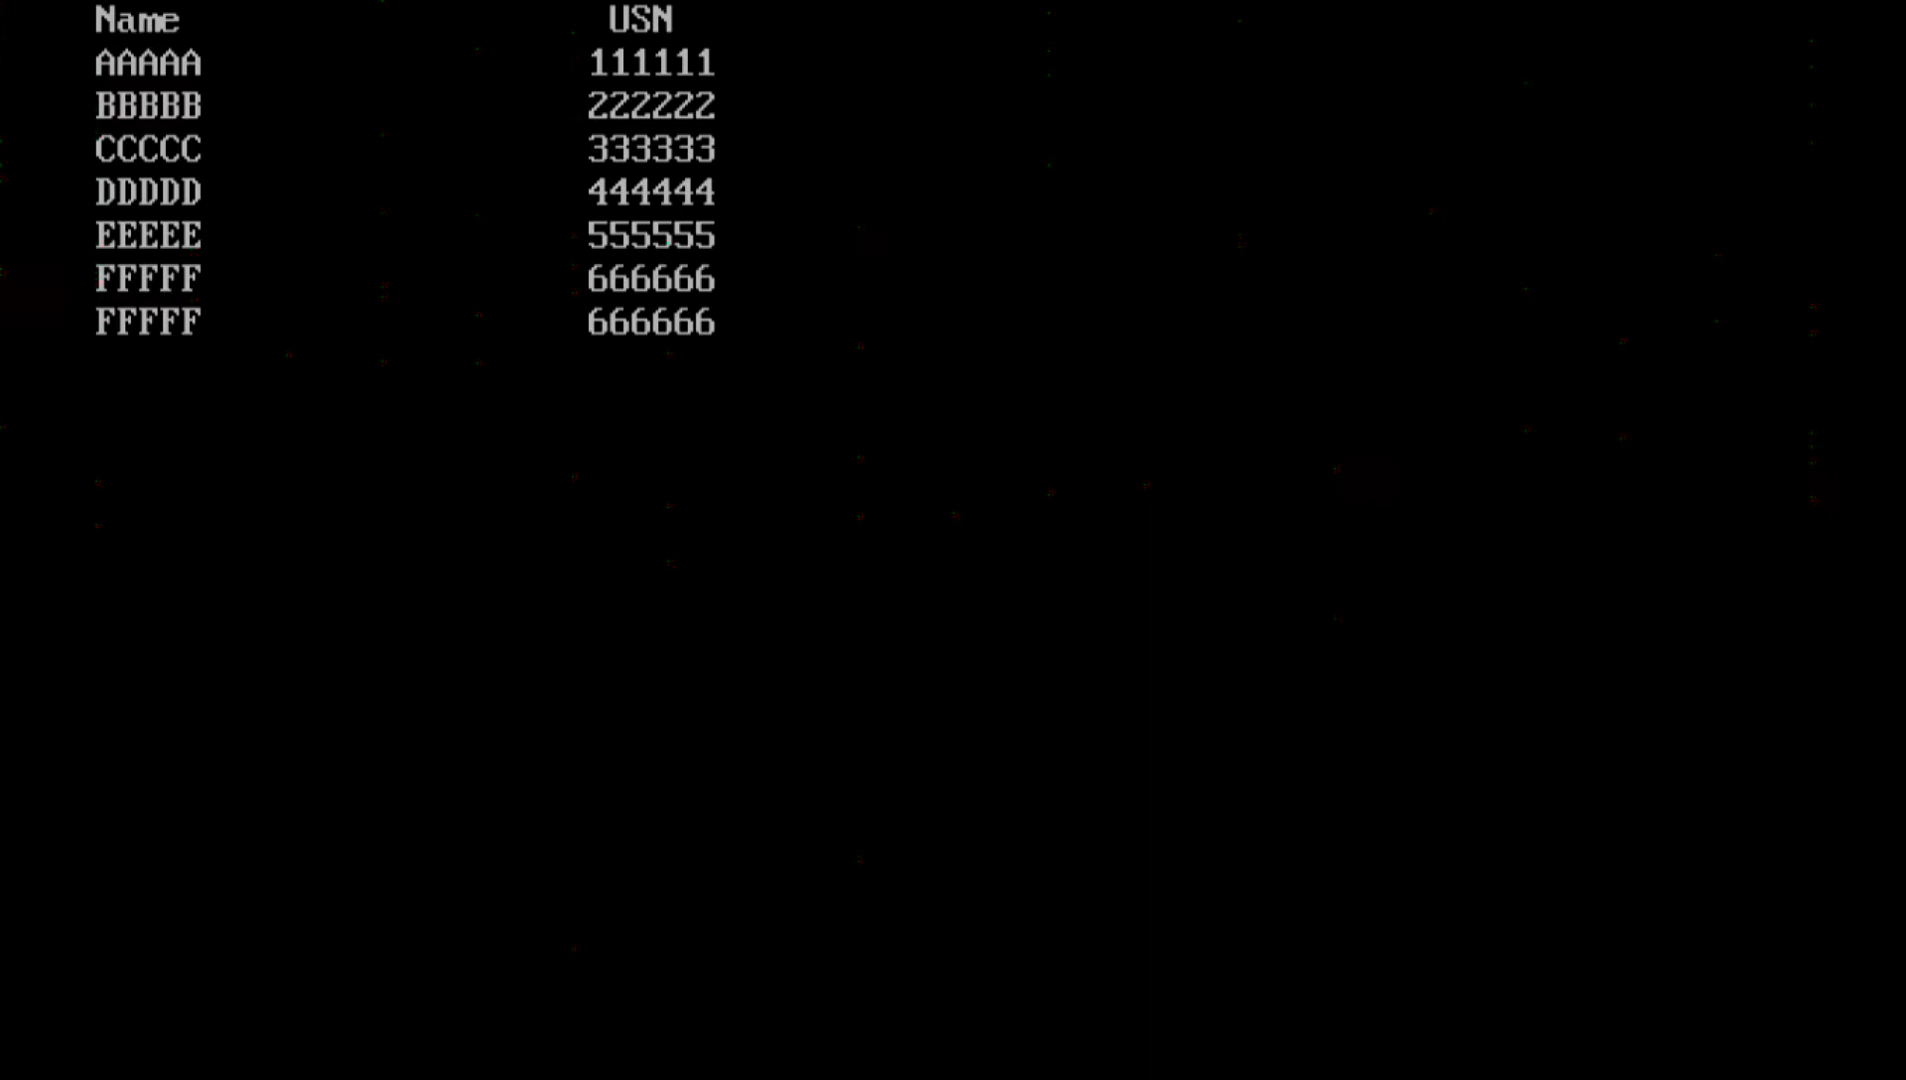 Name USN
AAAAA 111111
BBBBB 222222
CCCCC 333333
DDDDD 444444
EEEEE 555555
FFFFF 666666
FFFFF 666666